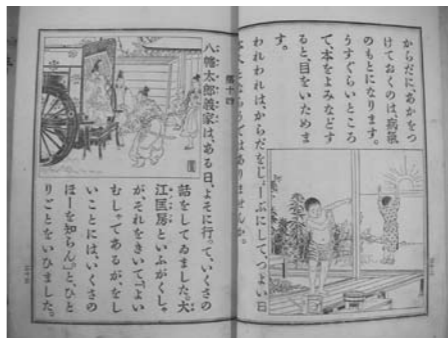 からだに、あかをつ
けておくのは、病氣
のもとになります。
うすぐらいところ
で、本をよみなどす
ると、目をいためま
す。
われわれは、からだをじょーぶにして、つよい日
第十四
八幡太郎義家は、ある日、よそに行って、いくさの
話をしてゐました。大
江匡房といふがくしゃ
が、それをきいて、「よい
むしゃであるが、をし
いことには、いくさの
ほーを知らん。」と、ひと
りごとをいひました。